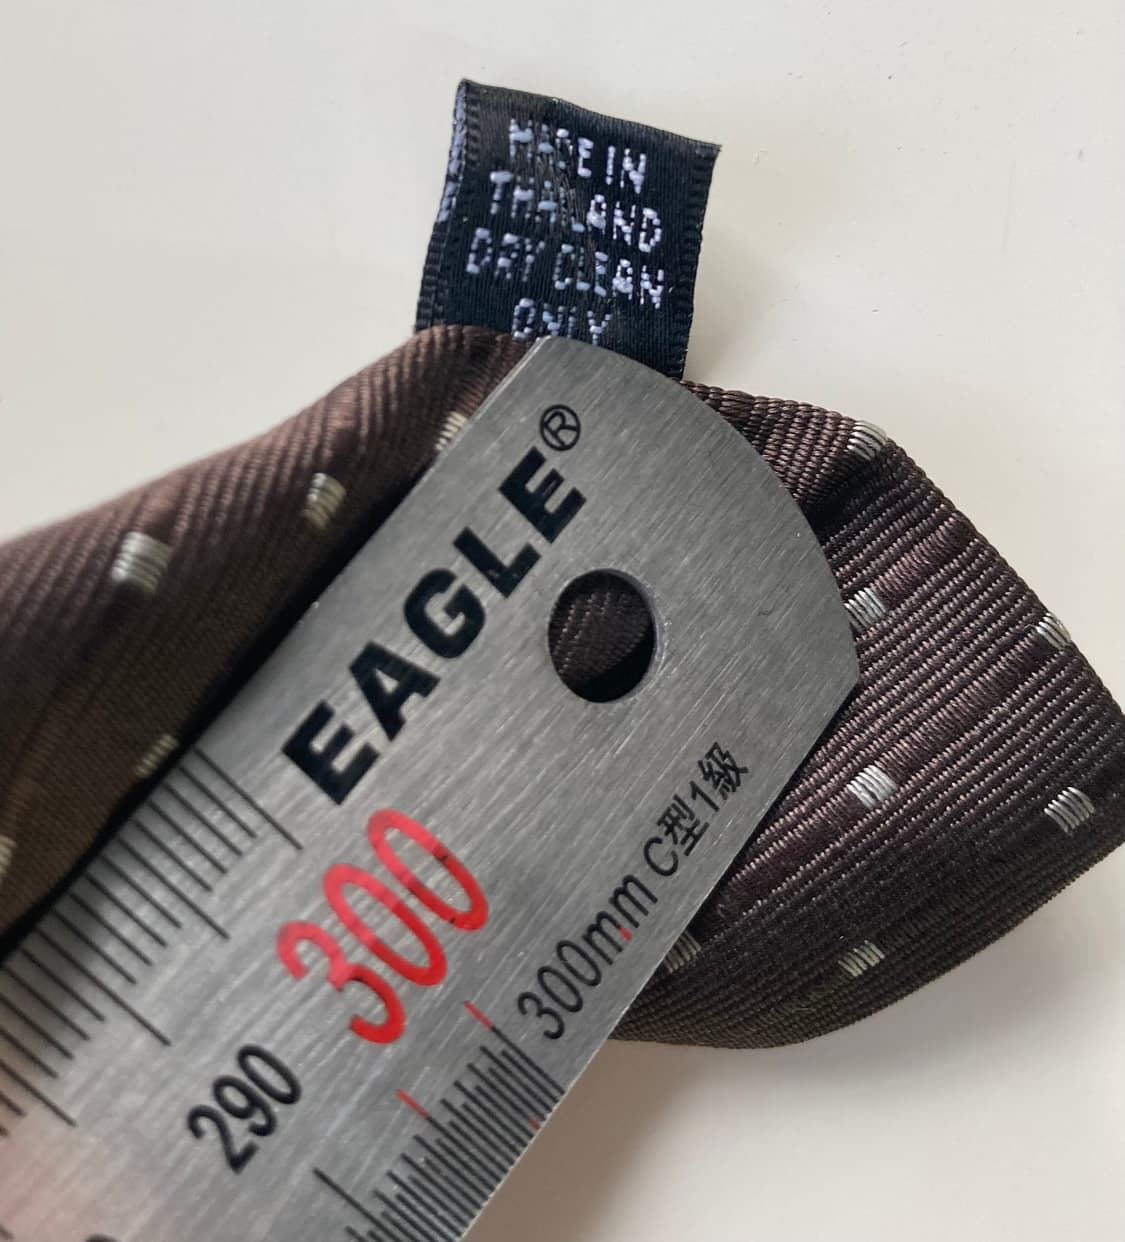 MADE IN
THAILAND
DRY CLEAN
ONLY
EAGLE®
300
300mm C型1級
290